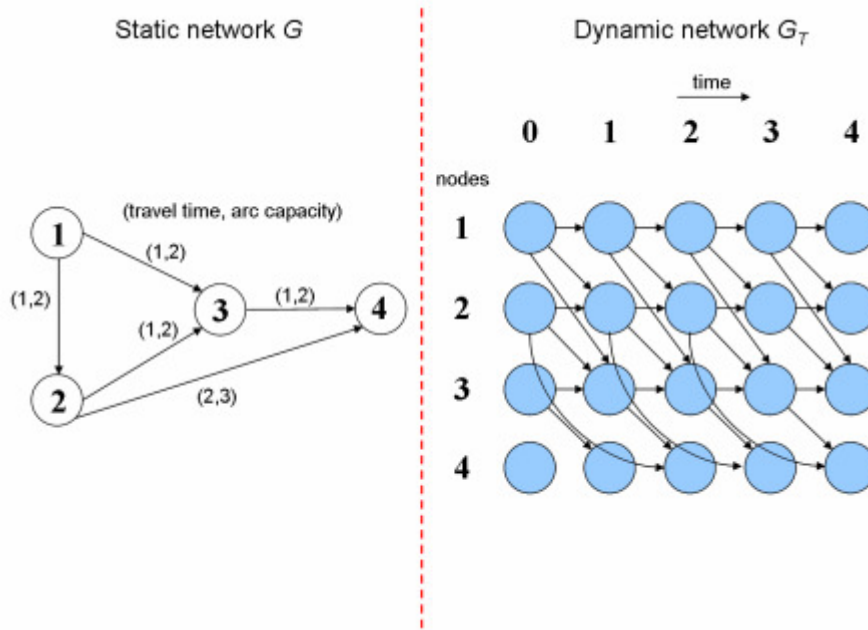 Static network G
(travel time, arc capacity)
1
(1,2)
(1,2)
3
(1,2)
4
(1,2)
2
(2,3)
Dynamic network G_T
time
0 1 2 3 4
nodes
1
2
3
4